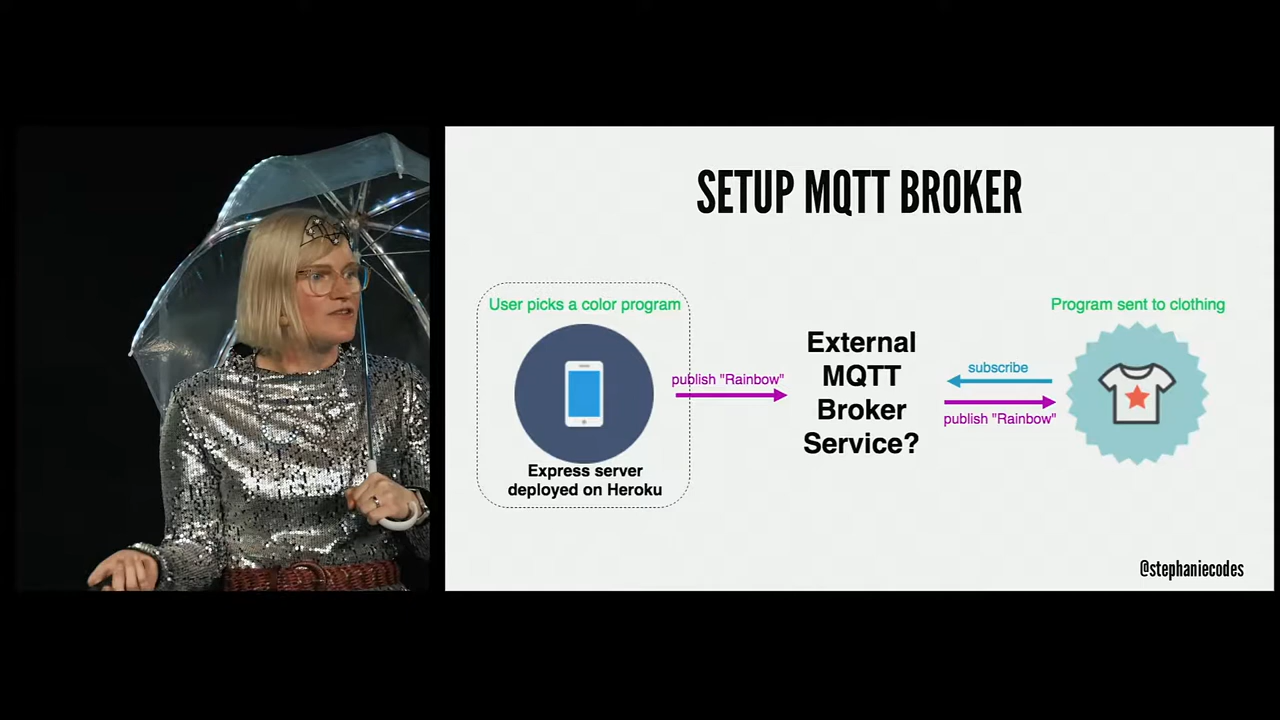 SETUP MQTT BROKER
User picks a color program
Express server
deployed on Heroku
publish "Rainbow"
External
MQTT
Broker
Service?
subscribe
publish "Rainbow"
Program sent to clothing
@stephaniecodes